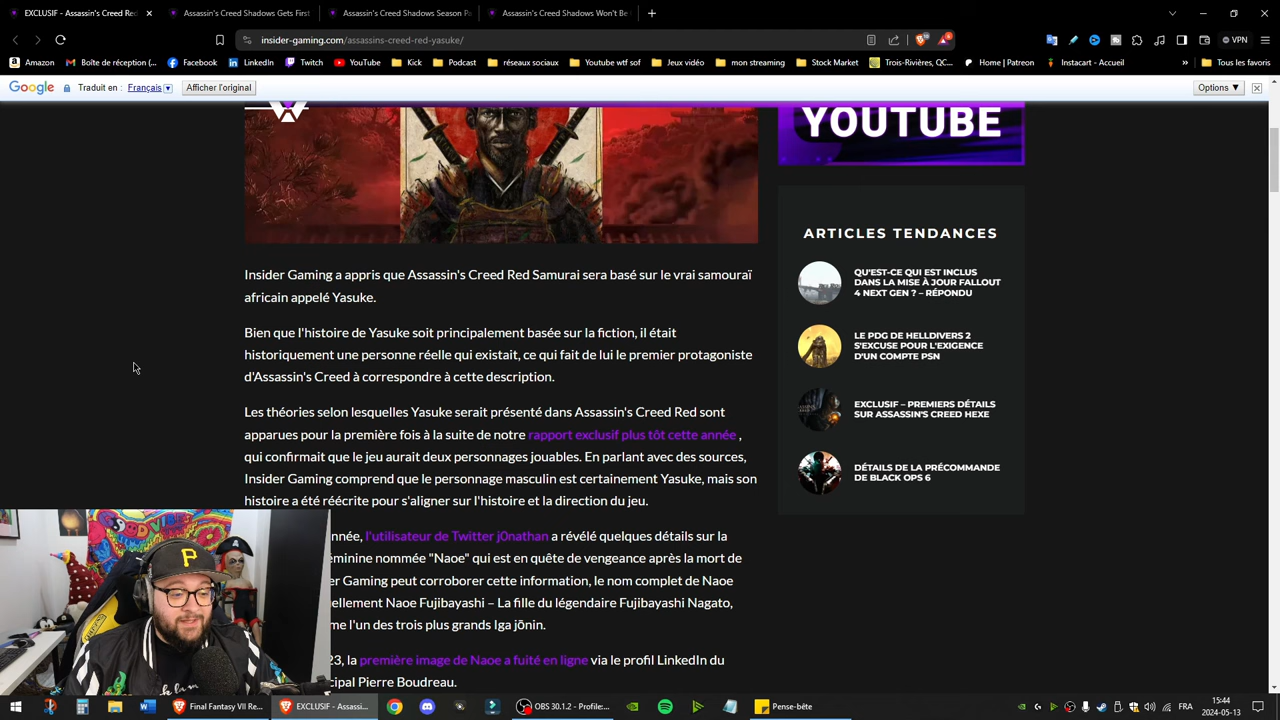 EXCLUSIF - Assassin's Creed Red
Assassin's Creed Shadows Gets First
Assassin's Creed Shadows Season Pa
Assassin's Creed Shadows Won't Be
insider-gaming.com/assassins-creed-red-yasuke/
VPN
Amazon
Boîte de réception (...
Facebook
LinkedIn
Twitch
YouTube
Kick
Podcast
réseaux sociaux
Youtube wtf sof
Jeux vidéo
mon streaming
Stock Market
Trois-Rivières, QC...
Home | Patreon
Instacart - Accueil
»
Tous les favoris
Google
Traduit en :
Français
Afficher l'original
Options ▼
YOUTUBE
Insider Gaming a appris que Assassin's Creed Red Samurai sera basé sur le vrai samouraï
africain appelé Yasuke.
Bien que l'histoire de Yasuke soit principalement basée sur la fiction, il était
historiquement une personne réelle qui existait, ce qui fait de lui le premier protagoniste
d'Assassin's Creed à correspondre à cette description.
Les théories selon lesquelles Yasuke serait présenté dans Assassin's Creed Red sont
apparues pour la première fois à la suite de notre rapport exclusif plus tôt cette année ,
qui confirmait que le jeu aurait deux personnages jouables. En parlant avec des sources,
Insider Gaming comprend que le personnage masculin est certainement Yasuke, mais son
histoire a été réécrite pour s'aligner sur l'histoire et la direction du jeu.
nnée, l'utilisateur de Twitter j0nathan a révélé quelques détails sur la
éminine nommée "Naoe" qui est en quête de vengeance après la mort de
er Gaming peut corroborer cette information, le nom complet de Naoe
ellement Naoe Fujibayashi – La fille du légendaire Fujibayashi Nagato,
me l'un des trois plus grands Iga jōnin.
23, la première image de Naoe a fuité en ligne via le profil LinkedIn du
cipal Pierre Boudreau.
ARTICLES TENDANCES
QU'EST-CE QUI EST INCLUS
DANS LA MISE À JOUR FALLOUT
4 NEXT GEN ? – RÉPONDU
LE PDG DE HELLDIVERS 2
S'EXCUSE POUR L'EXIGENCE
D'UN COMPTE PSN
EXCLUSIF – PREMIERS DÉTAILS
SUR ASSASSIN'S CREED HEXE
DÉTAILS DE LA PRÉCOMMANDE
DE BLACK OPS 6
P
Final Fantasy VII Re...
EXCLUSIF - Assassi...
OBS 30.1.2 - Profile:...
Pense-bête
FRA
15:44
2024-05-13